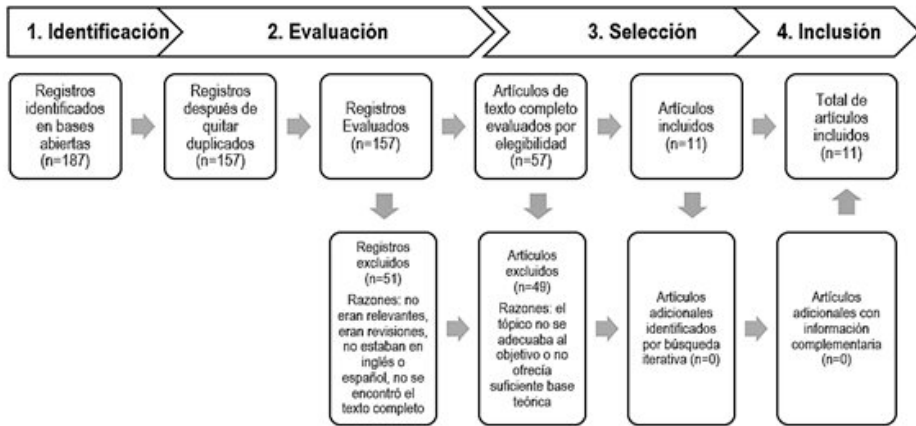 1. Identificación
2. Evaluación
3. Selección
4. Inclusión
Registros
identificados
en bases
abiertas
(n=187)
Registros
después de
quitar
duplicados
(n=157)
Registros
Evaluados
(n=157)
Artículos de
texto completo
evaluados por
elegibilidad
(n=57)
Artículos
incluidos
(n=11)
Total de
artículos
incluidos
(n=11)
Registros
excluidos
(n=51)
Razones: no
eran relevantes,
eran revisiones,
no estaban en
inglés o
español, no se
encontró el
texto completo
Artículos
excluidos
(n=49)
Razones: el
tópico no se
adecuaba al
objetivo o no
ofrecía
suficiente base
teórica
Artículos
adicionales
identificados
por búsqueda
iterativa (n=0)
Artículos
adicionales con
información
complementaria
(n=0)